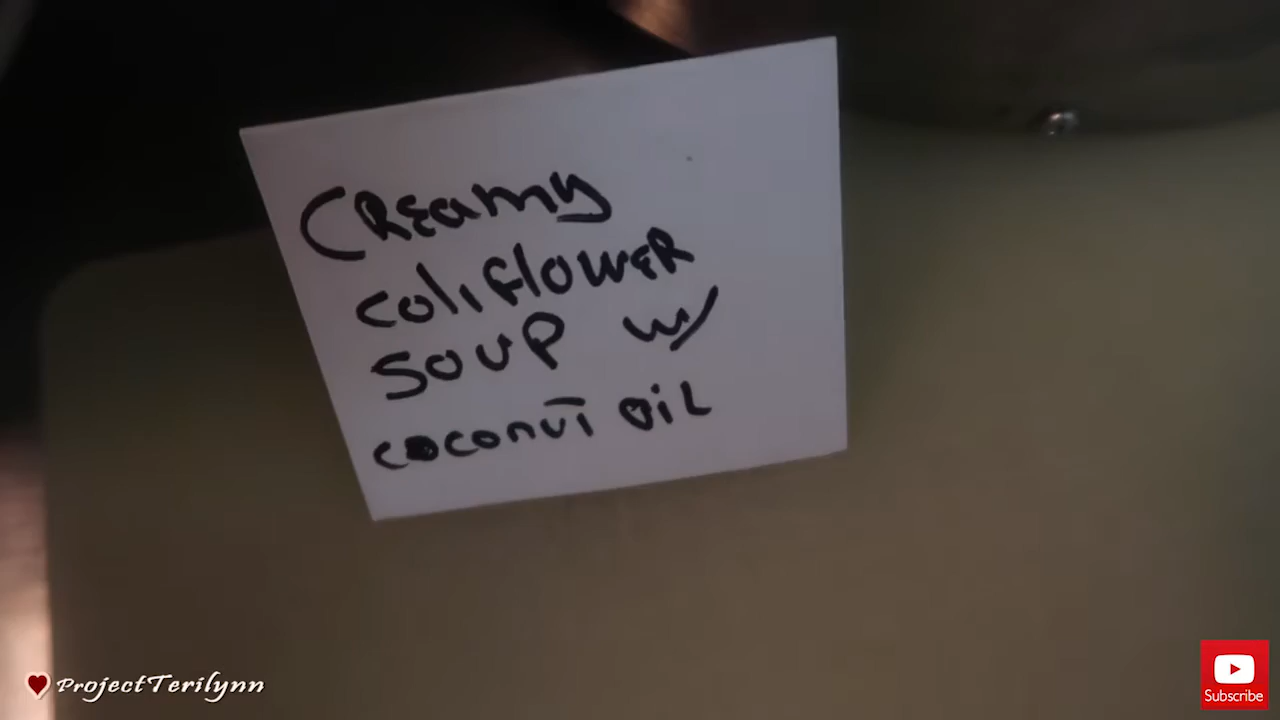 Creamy
coliflower
soup w/
coconut oil
ProjectTerilynn
Subscribe